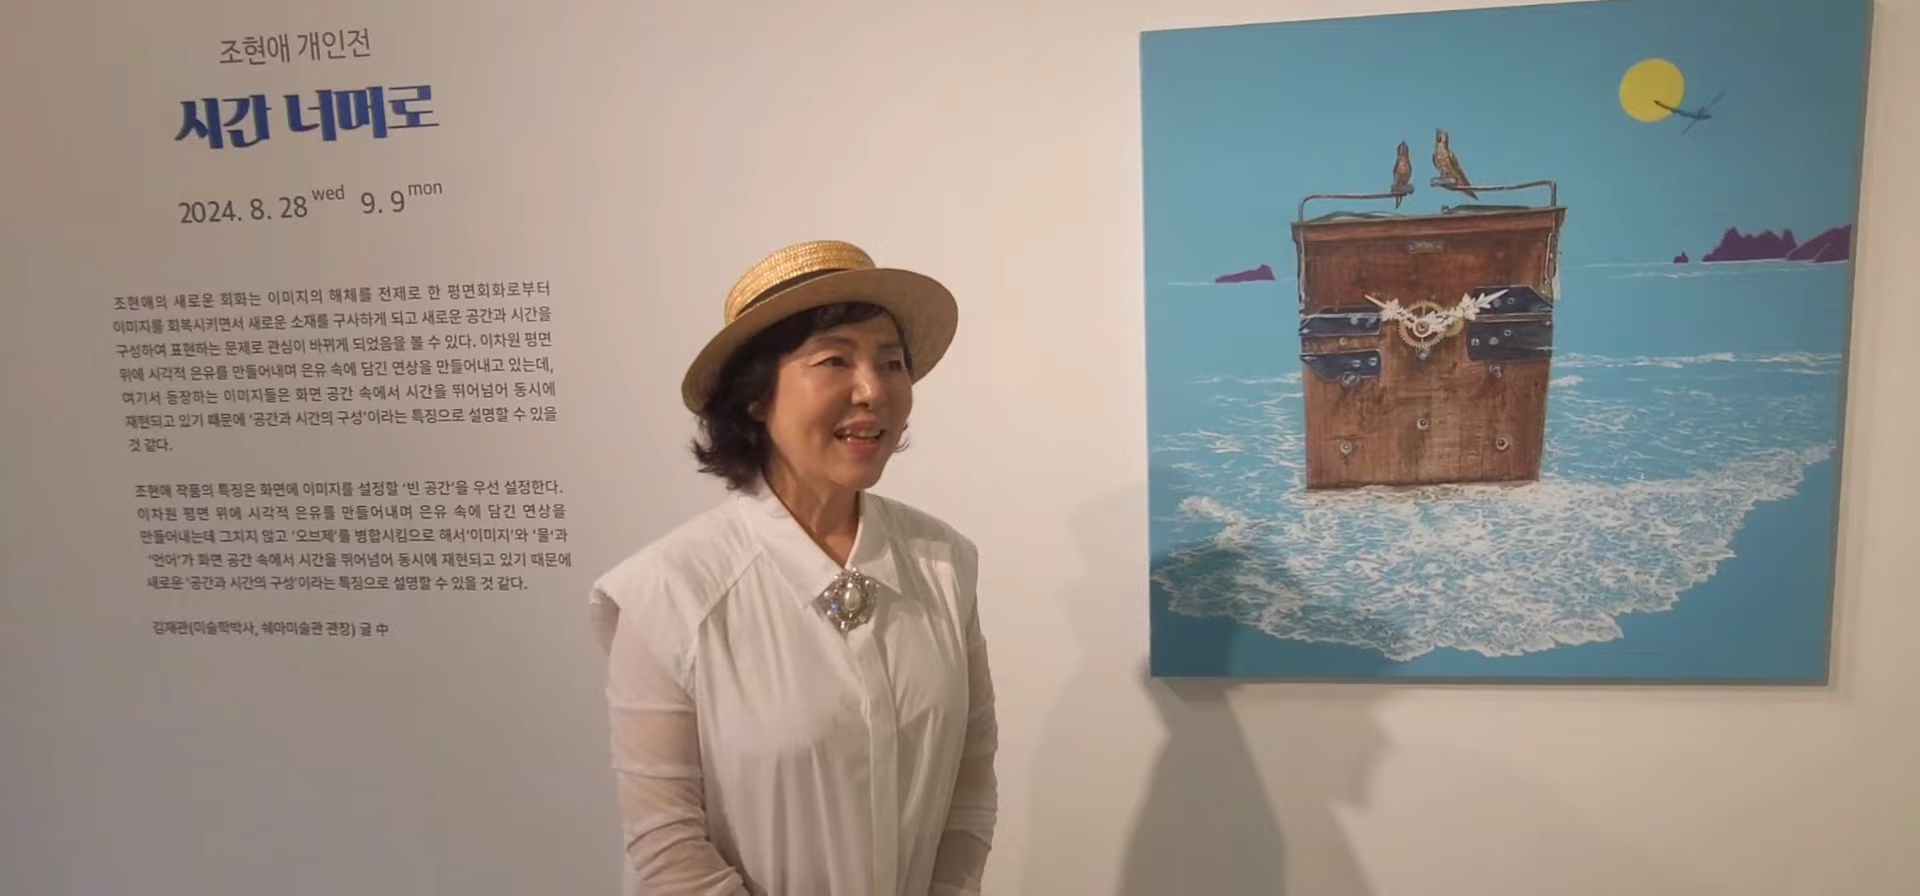 조현애 개인전
시간 너머로
2024. 8. 28 wed 9. 9 mon
조현애의 새로운 회화는 이미지의 해체를 전제로 한 평면회화로부터
이미지를 회복시키면서 새로운 소재를 구사하게 되고 새로운 공간과 시간을
구성하여 표현하는 문제로 관심이 바뀌게 되었음을 볼 수 있다. 이차원 평면
위에 시각적 은유를 만들어내며 은유 속에 담긴 연상을 만들어내고 있는데,
여기서 등장하는 이미지들은 화면 공간 속에서 시간을 뛰어넘어 동시에
재현되고 있기 때문에 '공간과 시간의 구성'이라는 특징으로 설명할 수 있을
것 같다.
조현애 작품의 특징은 화면에 이미지를 설정할 '빈 공간'을 우선 설정한다.
이차원 평면 위에 시각적 은유를 만들어내며 은유 속에 담긴 연상을
만들어내는데 그치지 않고 '오브제'를 병합시킴으로 해서'이미지'와 '물'과
'언어'가 화면 공간 속에서 시간을 뛰어넘어 동시에 재현되고 있기 때문에
새로운 '공간과 시간의 구성'이라는 특징으로 설명할 수 있을 것 같다.
김재관(미술학박사, 쉐마미술관 관장) 글 中